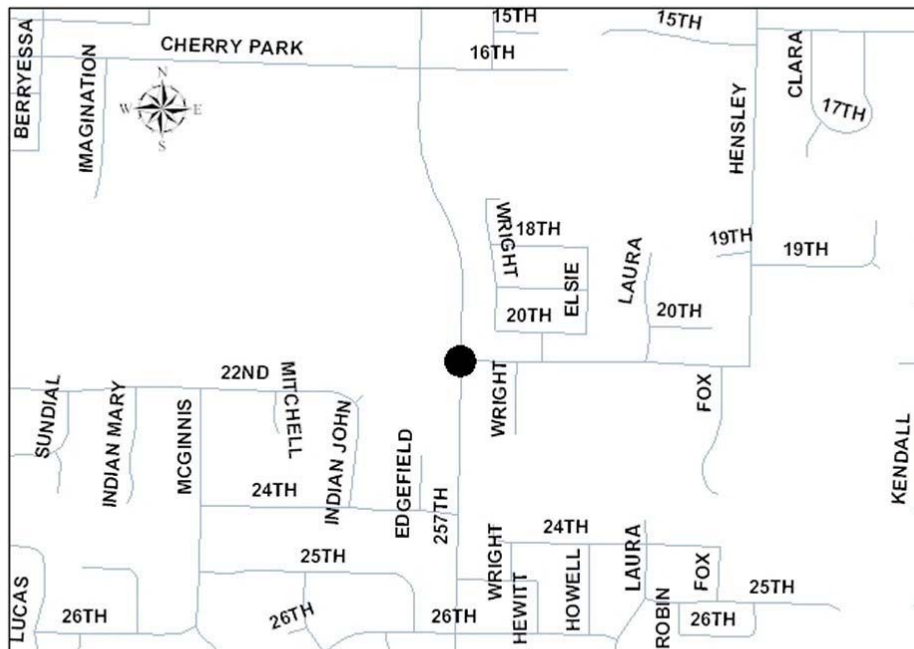 15TH
15TH
BERRYESSA
IMAGINATION
CHERRY PARK
16TH
HENSLEY
CLARA
17TH
N
W
E
S
WRIGHT
18TH
19TH
19TH
LAURA
ELSIE
20TH
20TH
22ND
MITCHELL
SUNDIAL
INDIAN MARY
MCGINNIS
INDIAN JOHN
EDGEFIELD
257TH
WRIGHT
FOX
KENDALL
24TH
24TH
WRIGHT
HEWITT
HOWELL
LAURA
FOX
25TH
25TH
LUCAS
26TH
26TH
26TH
ROBIN
26TH